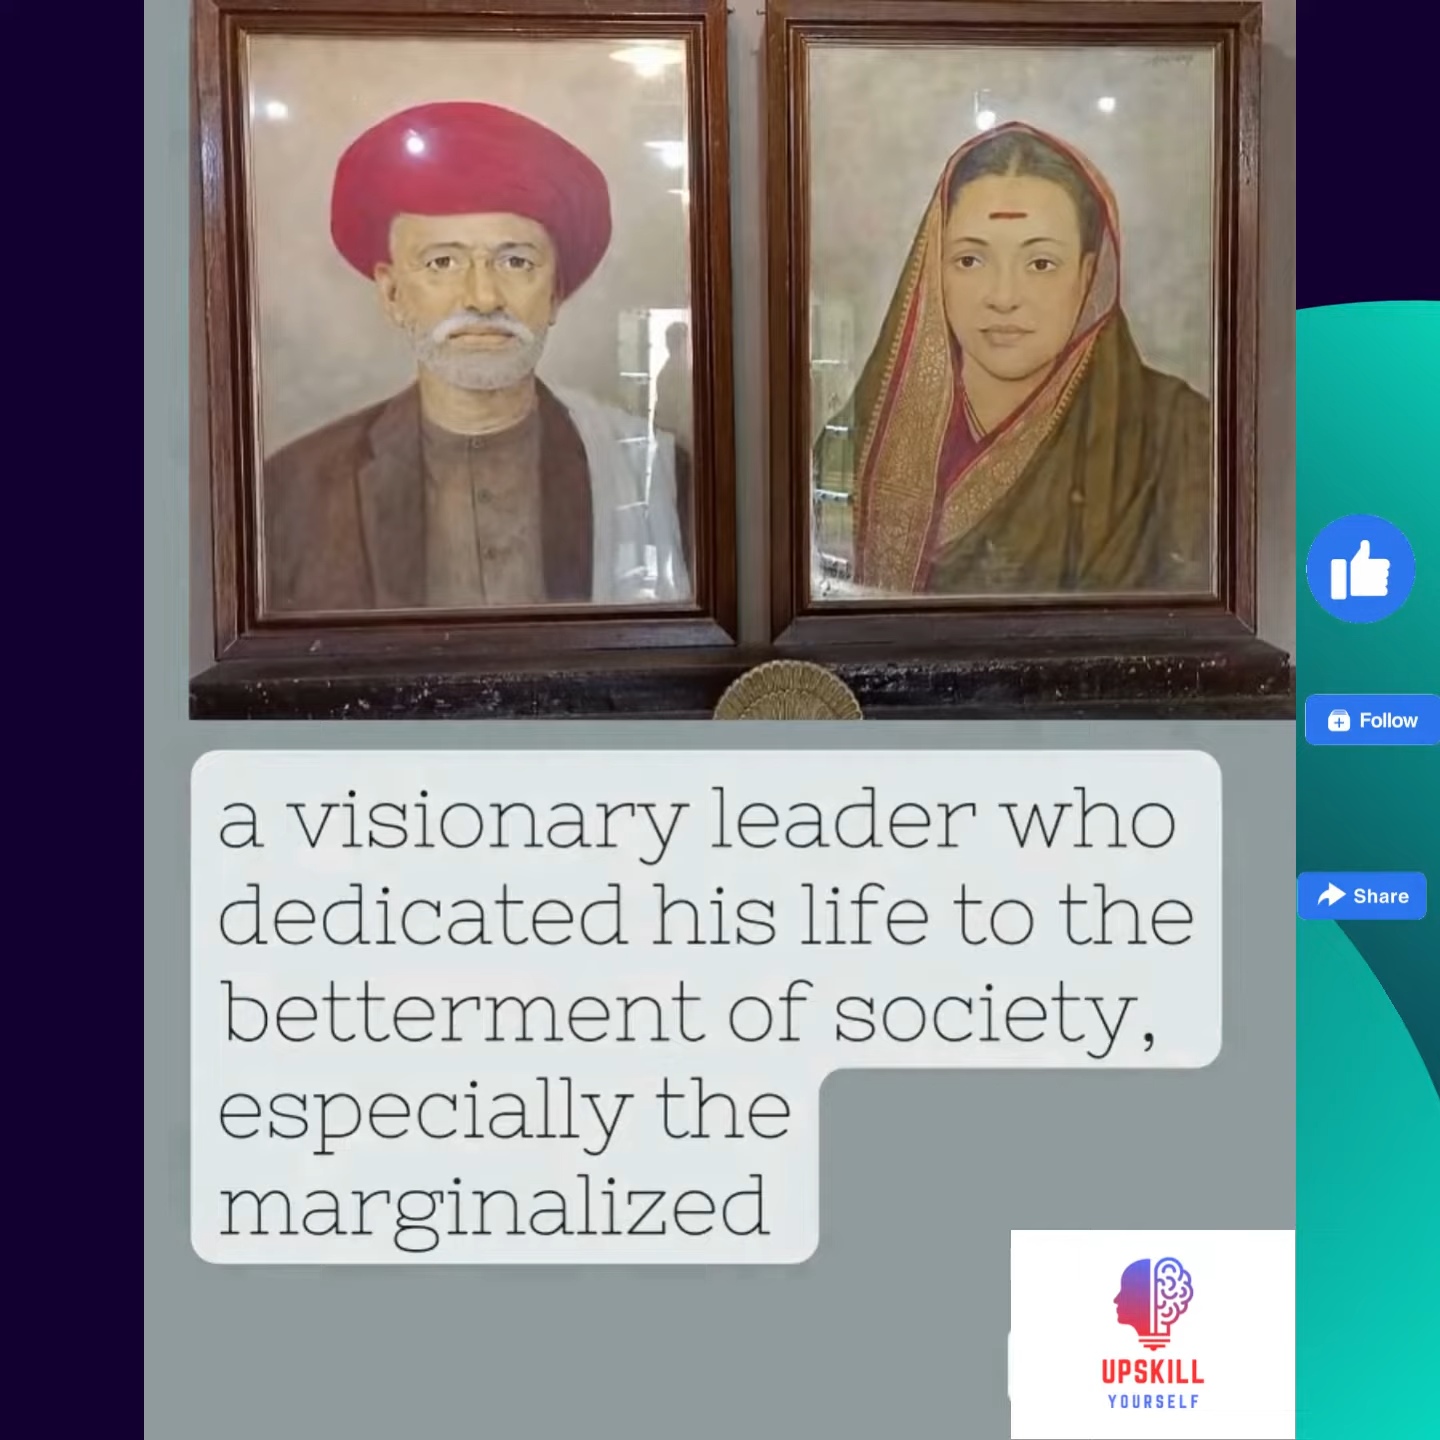 a visionary leader who
dedicated his life to the
betterment of society,
especially the
marginalized
Follow
Share
UPSKILL
YOURSELF